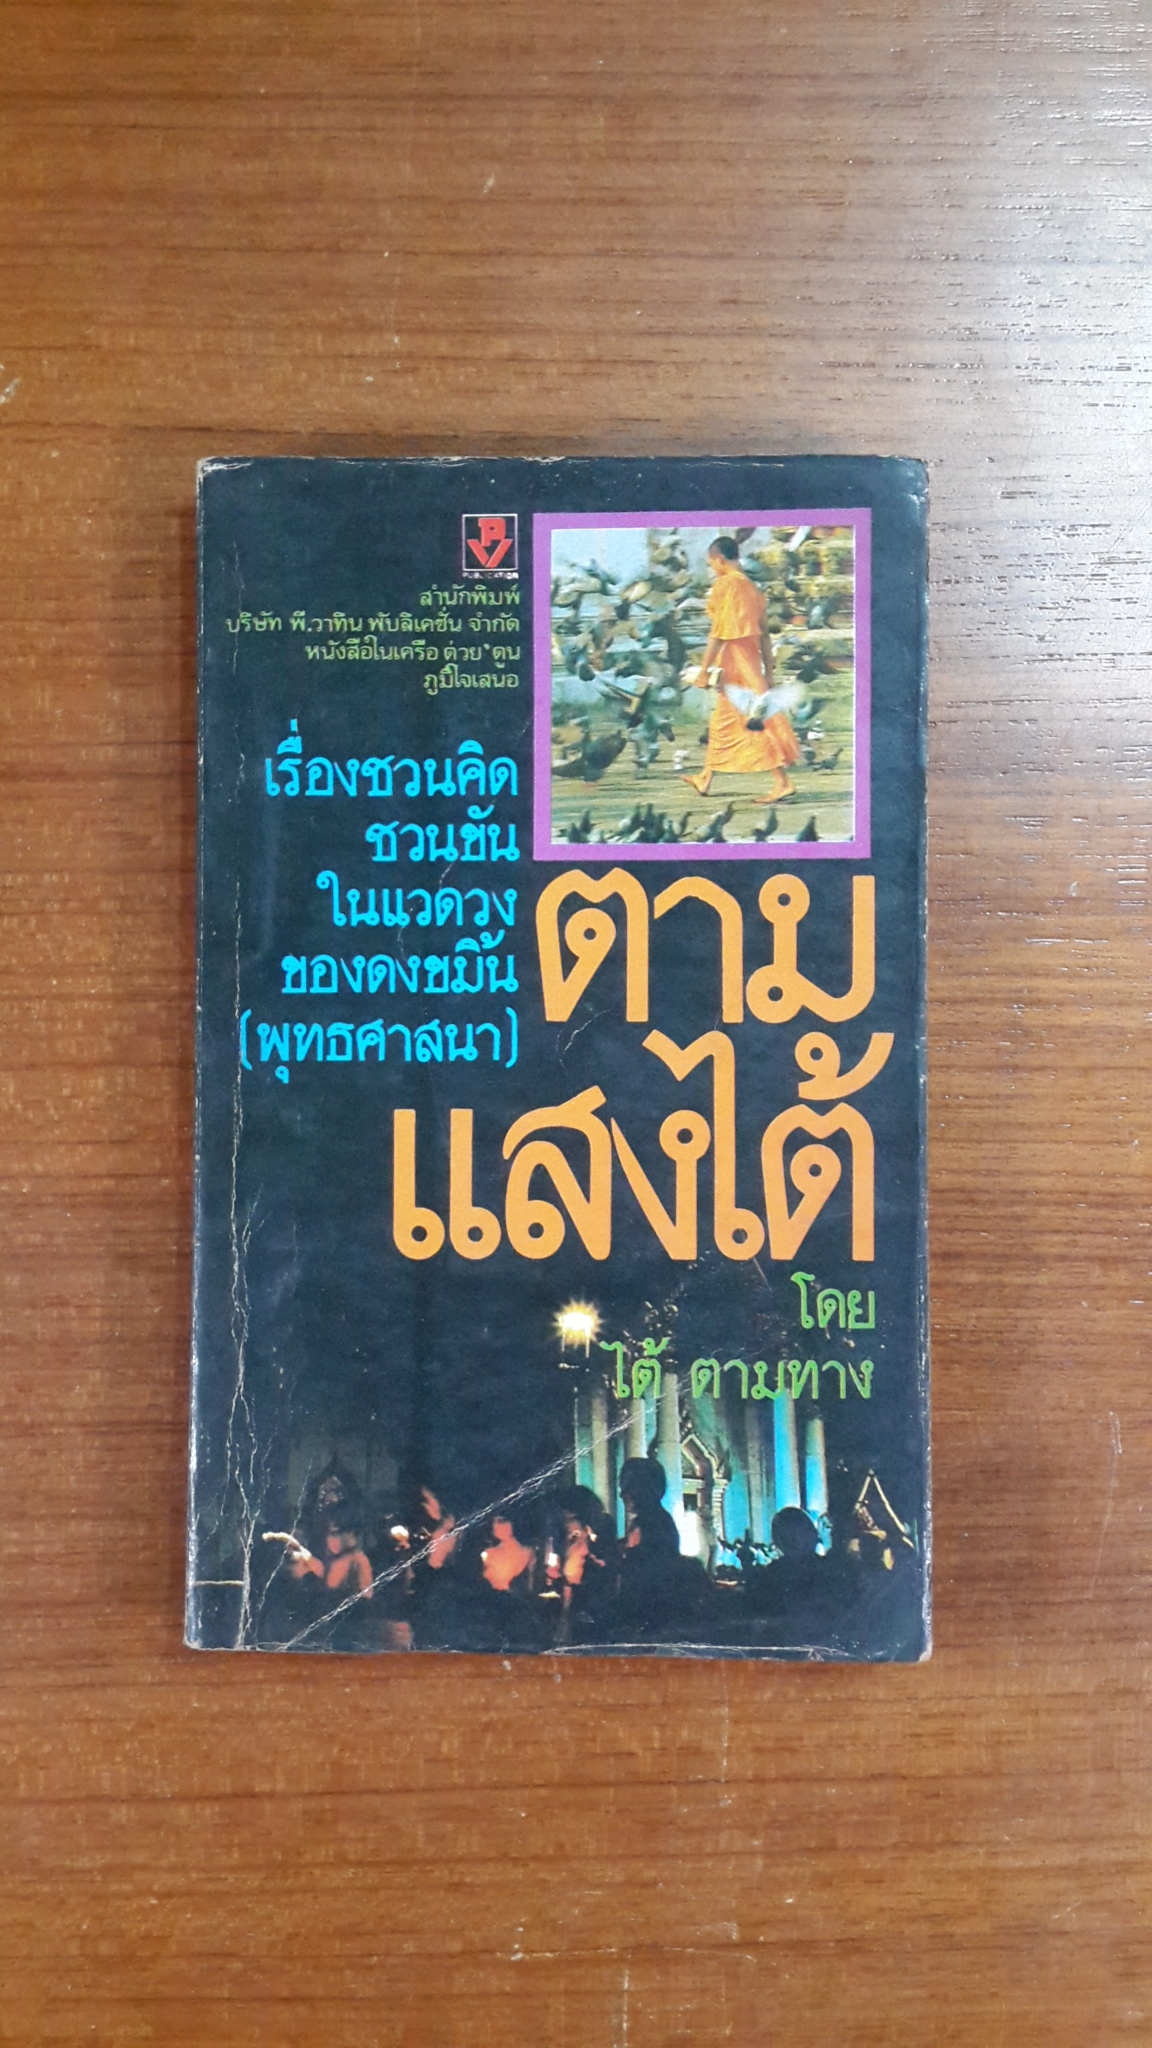 PV
PUBLICATION
สำนักพิมพ์
บริษัท พี.วาทิน พับลิเคชั่น จำกัด
หนังสือในเครือ ต่วย'ตูน
ภูมิใจเสนอ
เรื่องชวนคิด
ชวนขัน
ในแวดวง
ของดงขมิ้น
(พุทธศาสนา)
ตาม
แสงไต้
โดย
ไต้ ตามทาง